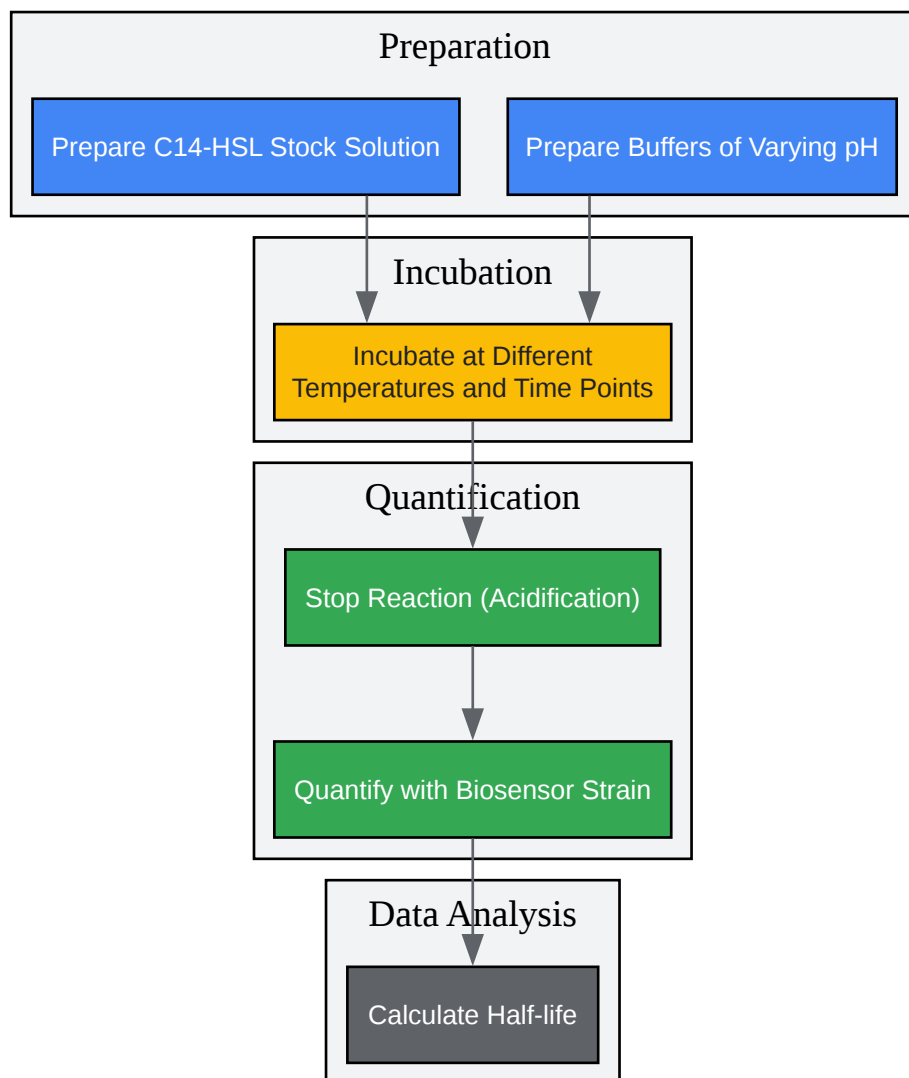 Preparation
Prepare C14-HSL Stock Solution
Prepare Buffers of Varying pH
Incubation
Incubate at Different
Temperatures and Time Points
Quantification
Stop Reaction (Acidification)
Quantify with Biosensor Strain
Data Analysis
Calculate Half-life